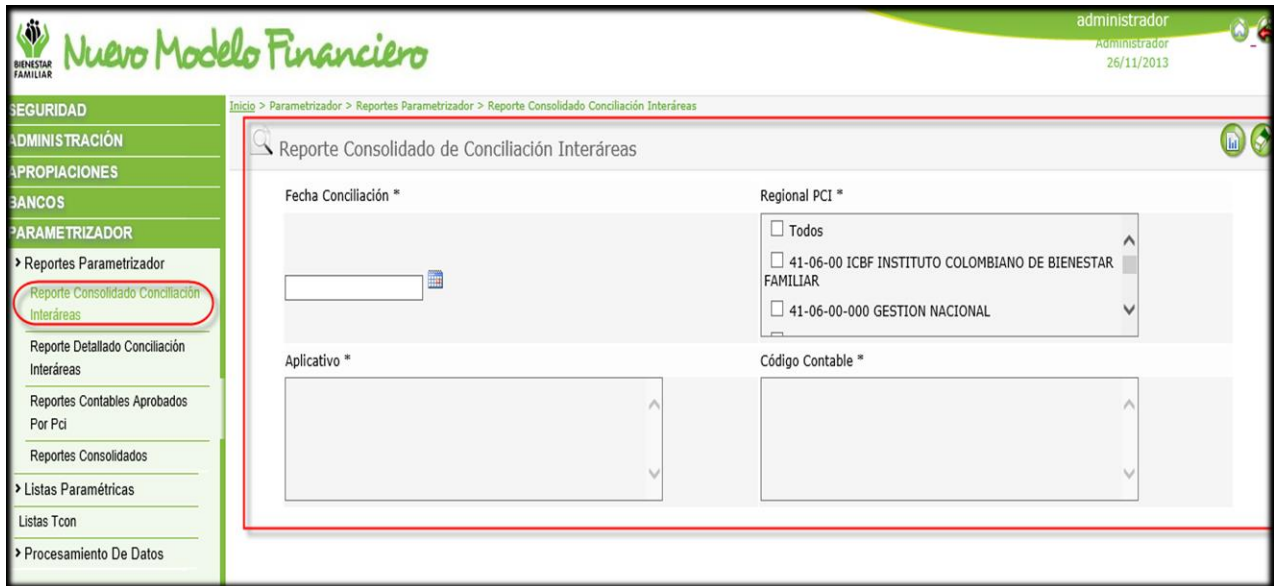 BIENESTAR
FAMILIAR
Nuevo Modelo Financiero
administrador
Administrador
26/11/2013
SEGURIDAD
ADMINISTRACIÓN
APROPIACIONES
BANCOS
PARAMETRIZADOR
> Reportes Parametrizador
Reporte Consolidado Conciliación
Interáreas
Reporte Detallado Conciliación
Interáreas
Reportes Contables Aprobados
Por Pci
Reportes Consolidados
> Listas Paramétricas
Listas Tcon
> Procesamiento De Datos
Inicio > Parametrizador > Reportes Parametrizador > Reporte Consolidado Conciliación Interáreas
Reporte Consolidado de Conciliación Interáreas
Fecha Conciliación *
Regional PCI *
Todos
41-06-00 ICBF INSTITUTO COLOMBIANO DE BIENESTAR
FAMILIAR
41-06-00-000 GESTION NACIONAL
Aplicativo *
Código Contable *